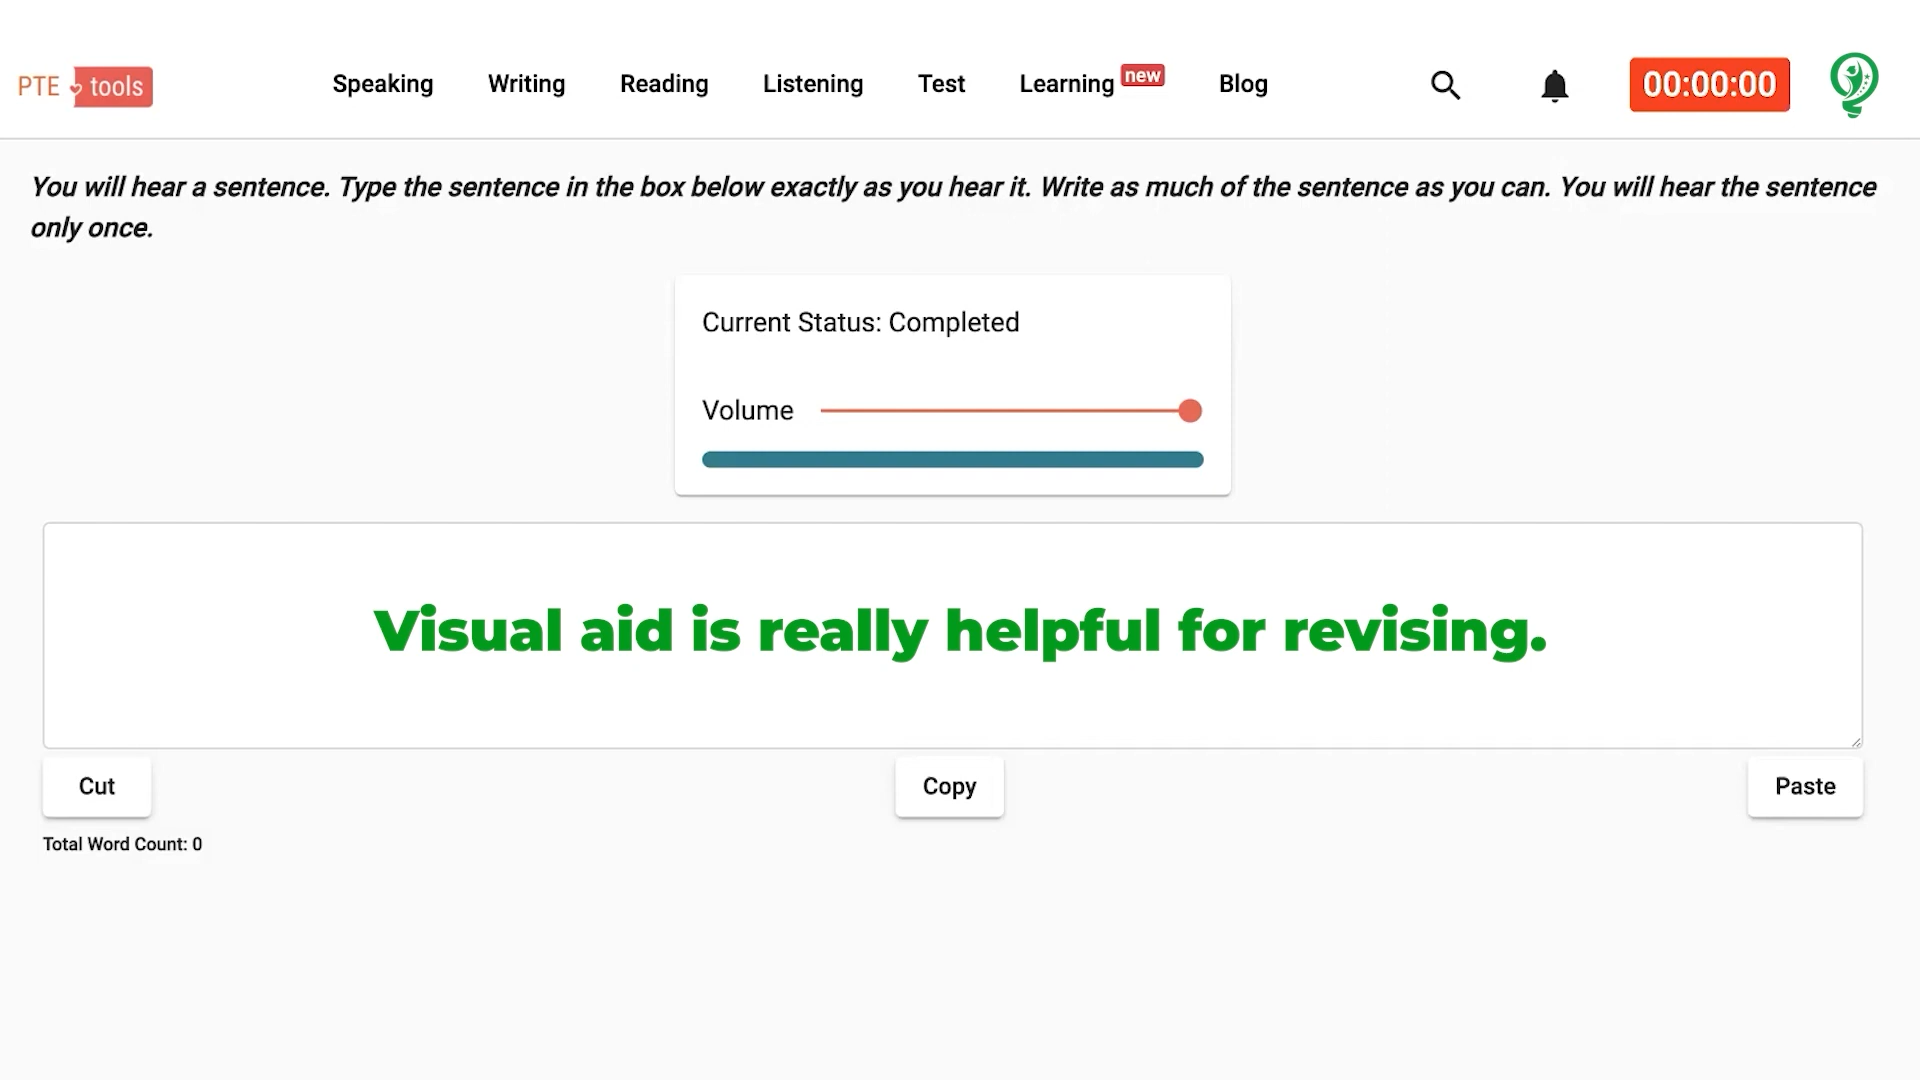 PTE tools
Speaking Writing Reading Listening Test Learning new Blog
00:00:00
You will hear a sentence. Type the sentence in the box below exactly as you hear it. Write as much of the sentence as you can. You will hear the sentence
only once.
Current Status: Completed
Volume
Visual aid is really helpful for revising.
Cut Copy Paste
Total Word Count: 0